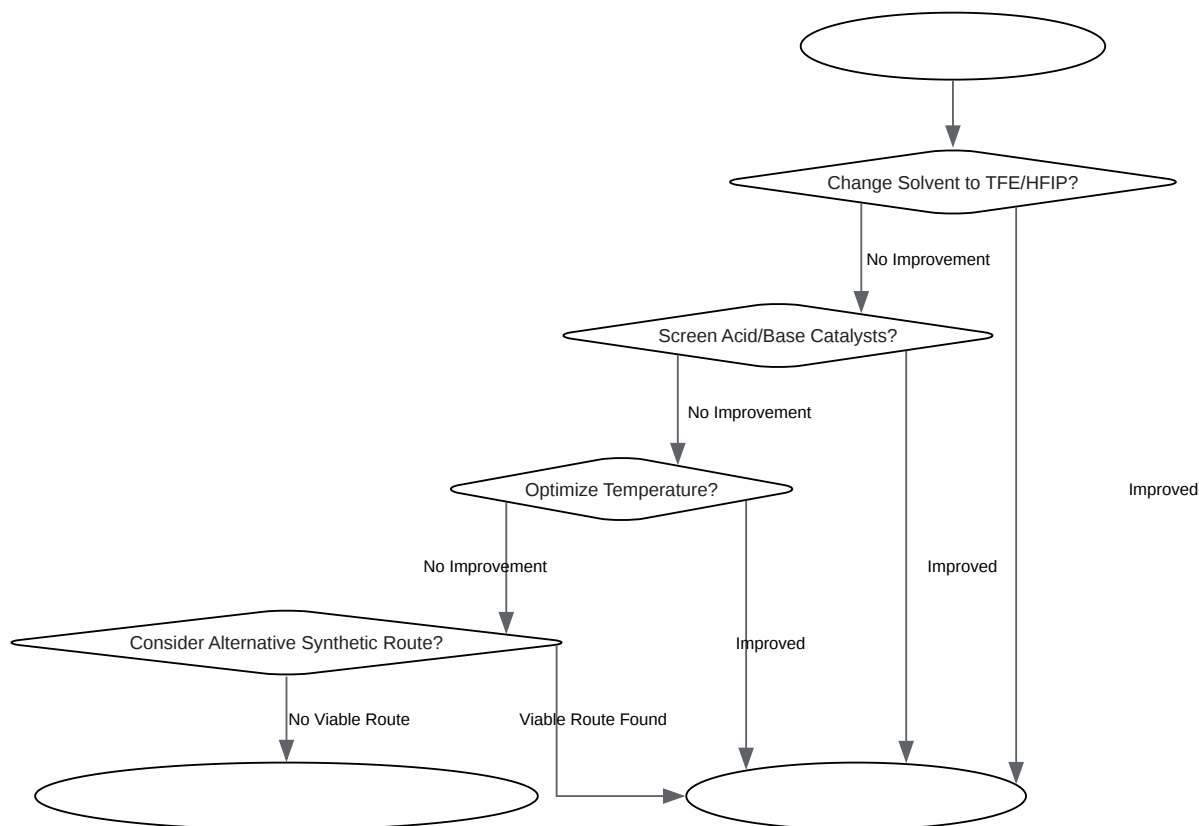 Change Solvent to TFE/HFIP?
No Improvement
Screen Acid/Base Catalysts?
No Improvement
Optimize Temperature?
Improved
No Improvement
Improved
Consider Alternative Synthetic Route?
Improved
No Viable Route
Viable Route Found